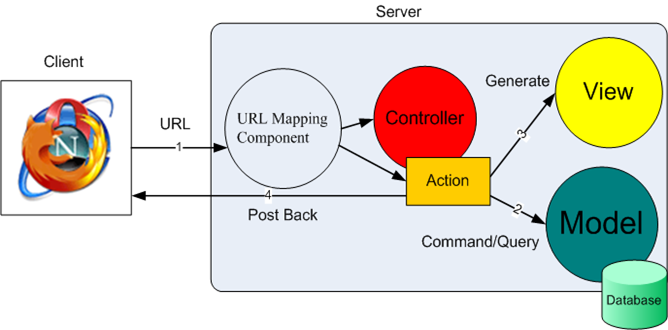 Server
Client
URL
1
URL Mapping
Component
Controller
Action
Generate
3
View
2
Command/Query
Model
Database
4
Post Back
N